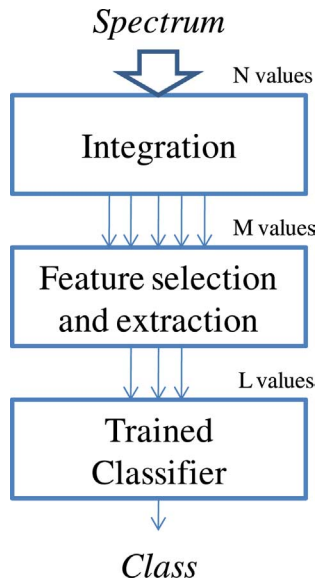 Spectrum
N values
Integration
M values
Feature selection
and extraction
L values
Trained
Classifier
Class